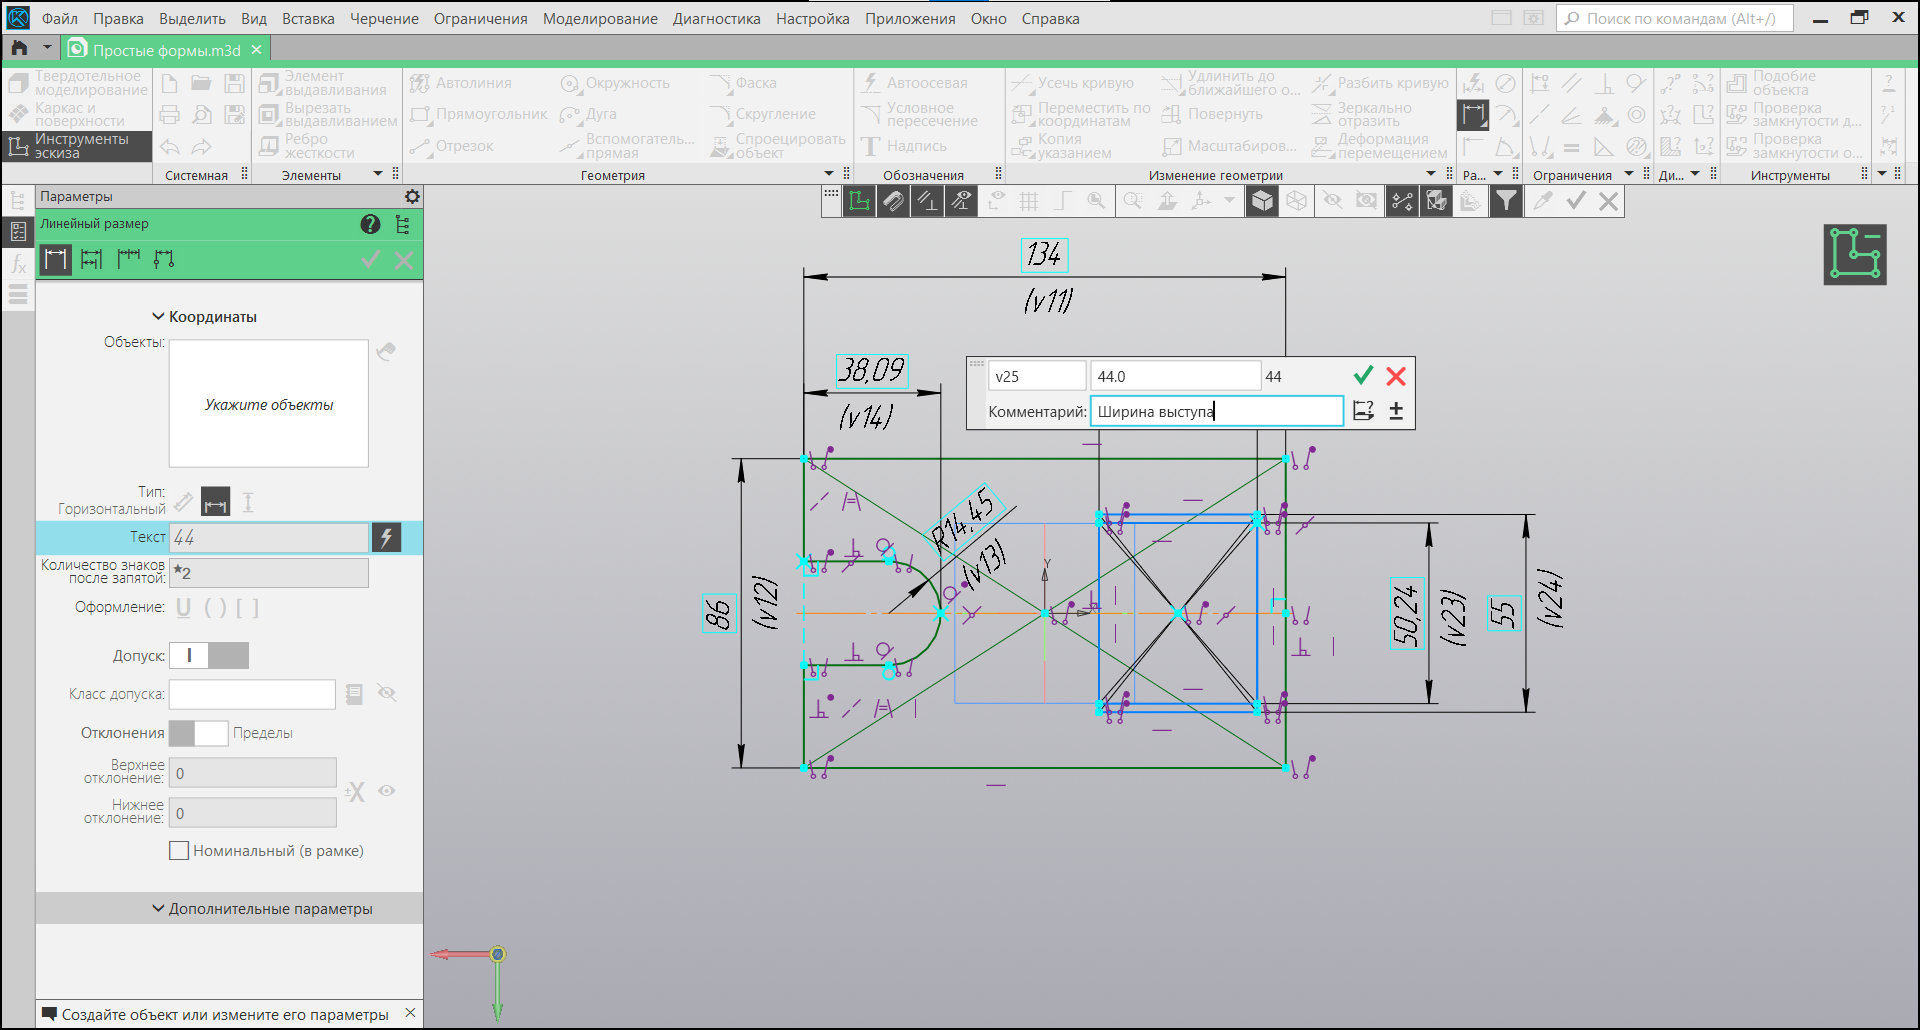 Файл Правка Выделить Вид Вставка Черчение Ограничения Моделирование Диагностика Настройка Приложения Окно Справка
Поиск по командам (Alt+/)
Простые формы.m3d
Твердотельное моделирование
Каркас и поверхности
Инструменты эскиза
Системная
Элемент выдавливания
Вырезать выдавливанием
Ребро жесткости
Элементы
Автолиния
Прямоугольник
Отрезок
Окружность
Дуга
Вспомогатель... прямая
Фаска
Скругление
Спроецировать объект
Геометрия
Автоосевая
Условное пересечение
Надпись
Обозначения
Усечь кривую
Переместить по координатам
Копия указанием
Удлинить до ближайшего о...
Повернуть
Масштабиров...
Разбить кривую
Зеркально отразить
Деформация перемещением
Изменение геометрии
Ра...
Ограничения
Ди...
Подобие объекта
Проверка замкнутости д...
Проверка замкнутости о...
Инструменты
Параметры
Линейный размер
Координаты
Объекты:
Укажите объекты
Тип:
Горизонтальный
Текст 44
Количество знаков
после запятой: *2
Оформление: U ( ) [ ]
Допуск:
Класс допуска:
Отклонения Пределы
Верхнее
отклонение: 0
±X
Нижнее
отклонение: 0
Номинальный (в рамке)
Дополнительные параметры
Создайте объект или измените его параметры
134
(v11)
38,09
(v14)
v25 44.0 44
Комментарий: Ширина выступа
R14,45
(v13)
86
(v12)
Y
50,24
(v23)
55
(v24)